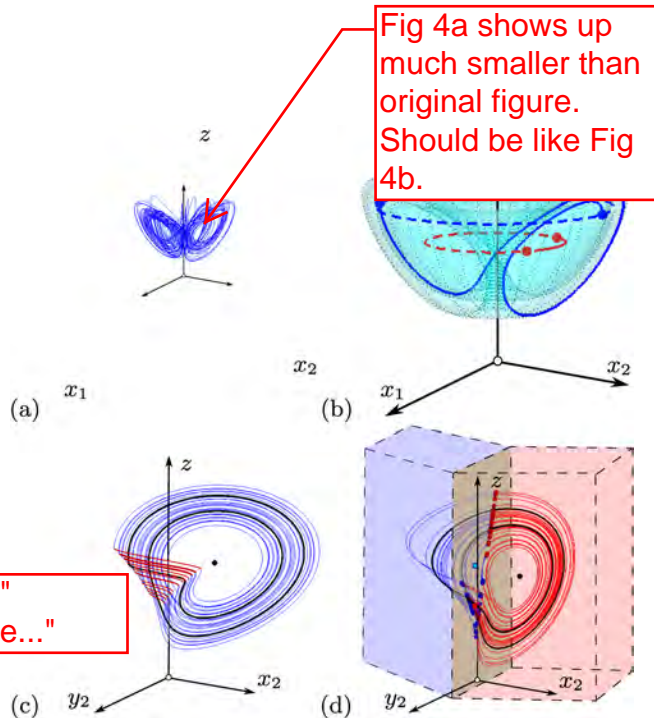 Fig 4a shows up
much smaller than
original figure.
Should be like Fig
4b.
z
x₂
(a) x₁
x₂
x₁
(b)
"
e..."
z
x₂
(c) y₂
z
x₂
(d) y₂